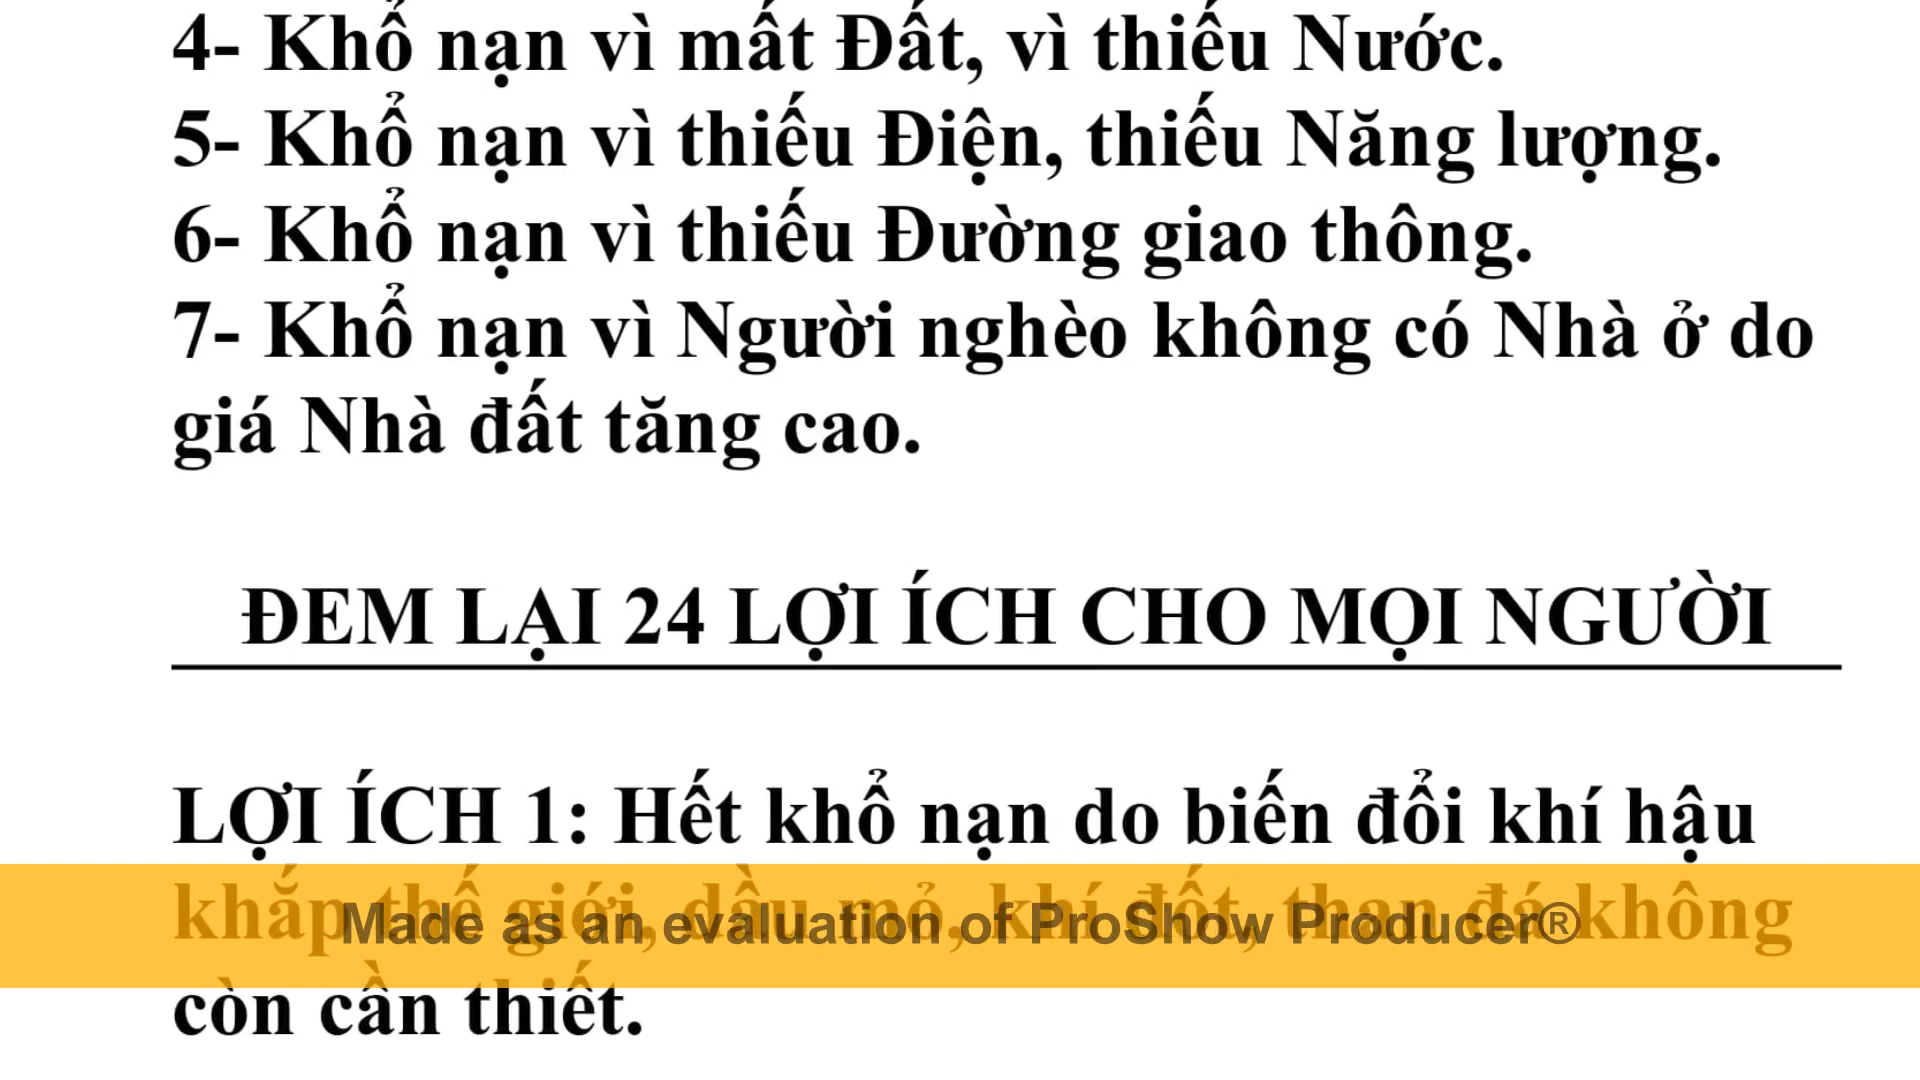 4- Khổ nạn vì mất Đất, vì thiếu Nước.
5- Khổ nạn vì thiếu Điện, thiếu Năng lượng.
6- Khổ nạn vì thiếu Đường giao thông.
7- Khổ nạn vì Người nghèo không có Nhà ở do
giá Nhà đất tăng cao.
ĐEM LẠI 24 LỢI ÍCH CHO MỌI NGƯỜI
LỢI ÍCH 1: Hết khổ nạn do biến đổi khí hậu
khắp thế giới, dầu mỏ, khí đốt, than đá không
Made as an evaluation of ProShow Producer®
còn cần thiết.